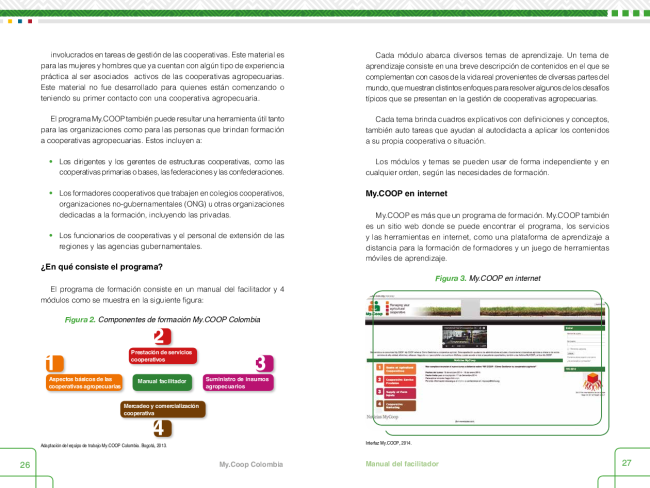 involucrados en tareas de gestión de las cooperativas. Este material es
para las mujeres y hombres que ya cuentan con algún tipo de experiencia
práctica al ser asociados activos de las cooperativas agropecuarias.
Este material no fue desarrollado para quienes están comenzando o
teniendo su primer contacto con una cooperativa agropecuaria.
El programa My.COOP también puede resultar una herramienta útil tanto
para las organizaciones como para las personas que brindan formación
a cooperativas agropecuarias. Estos incluyen a:
• Los dirigentes y los gerentes de estructuras cooperativas, como las
cooperativas primarias o bases, las federaciones y las confederaciones.
• Los formadores cooperativos que trabajen en colegios cooperativos,
organizaciones no-gubernamentales (ONG) u otras organizaciones
dedicadas a la formación, incluyendo las privadas.
• Los funcionarios de cooperativas y el personal de extensión de las
regiones y las agencias gubernamentales.
¿En qué consiste el programa?
El programa de formación consiste en un manual del facilitador y 4
módulos como se muestra en la siguiente figura:
Figura 2. Componentes de formación My.COOP Colombia
2
Prestación de servicios
cooperativos
1
Aspectos básicos de las
cooperativas agropecuarias
Manual facilitador
3
Suministro de insumos
agropecuarios
Mercadeo y comercialización
cooperativo
4
Adaptación del equipo de trabajo My.COOP Colombia. Bogotá, 2013.
26
My.Coop Colombia
Cada módulo abarca diversos temas de aprendizaje. Un tema de
aprendizaje consiste en una breve descripción de contenidos en el que se
complementan con casos de la vida real provenientes de diversas partes del
mundo, que muestran distintos enfoques para resolver algunos de los desafíos
típicos que se presentan en la gestión de cooperativas agropecuarias.
Cada tema brinda cuadros explicativos con definiciones y conceptos,
también auto tareas que ayudan al autodidacta a aplicar los contenidos
a su propia cooperativa o situación.
Los módulos y temas se pueden usar de forma independiente y en
cualquier orden, según las necesidades de formación.
My.COOP en internet
My.COOP es más que un programa de formación. My.COOP también
es un sitio web donde se puede encontrar el programa, los servicios
y las herramientas en internet, como una plataforma de aprendizaje a
distancia para la formación de formadores y un juego de herramientas
móviles de aprendizaje.
Figura 3. My.COOP en internet
My.Coop
Managing your
agricultural
cooperative
Noticias My.Coop
1
2
3
4
Noticias MyCoop
Interfaz My.COOP, 2014.
Manual del facilitador
27